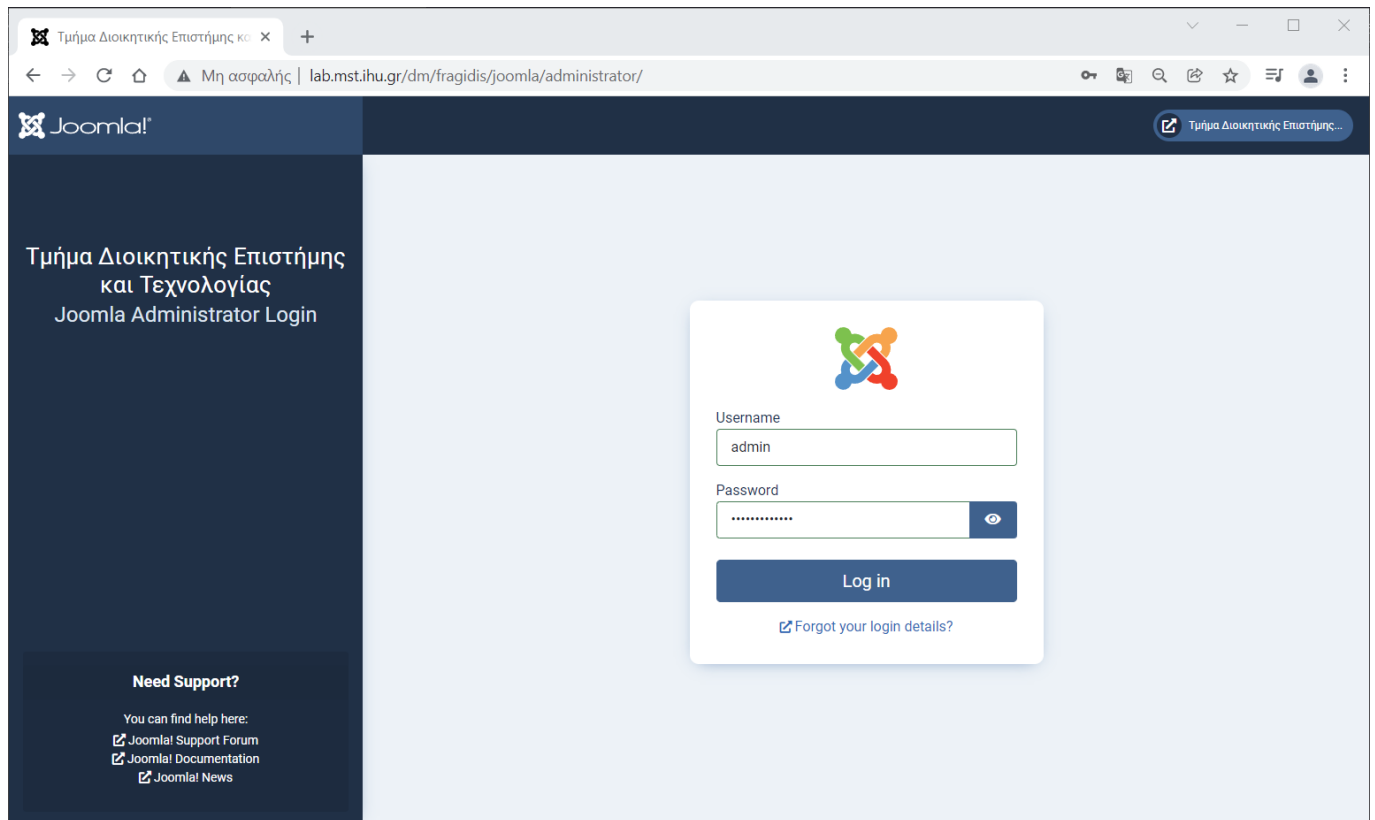 Τμήμα Διοικητικής Επιστήμης κα
Μη ασφαλής | lab.mst.ihu.gr/dm/fragidis/joomla/administrator/
Joomla!®
Τμήμα Διοικητικής Επιστήμης...
Τμήμα Διοικητικής Επιστήμης
και Τεχνολογίας
Joomla Administrator Login
Username
admin
Password
•••••••••••••
Log in
Forgot your login details?
Need Support?
You can find help here:
Joomla! Support Forum
Joomla! Documentation
Joomla! News